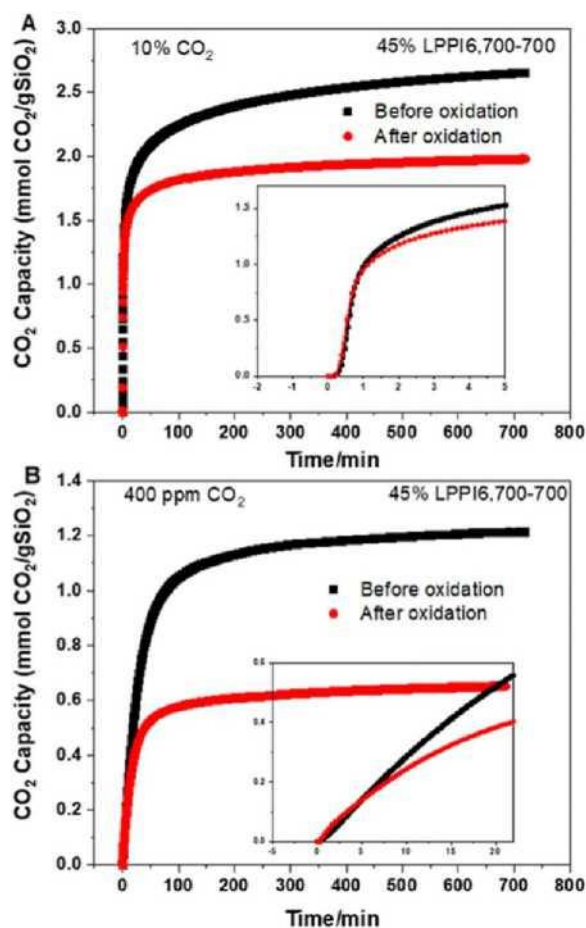 A
10% CO2
45% LPPI6,700-700
Before oxidation
After oxidation
CO2 Capacity (mmol CO2/gSiO2)
3.0
2.5
2.0
1.5
1.0
0.5
0.0
1.5
1.0
0.5
0.0
-2 -1 0 1 2 3 4 5
0 100 200 300 400 500 600 700 800
Time/min
B
400 ppm CO2
45% LPPI6,700-700
Before oxidation
After oxidation
CO2 Capacity (mmol CO2/gSiO2)
1.4
1.2
1.0
0.8
0.6
0.4
0.2
0.0
0.6
0.4
0.2
0.0
-5 0 5 10 15 20
0 100 200 300 400 500 600 700 800
Time/min